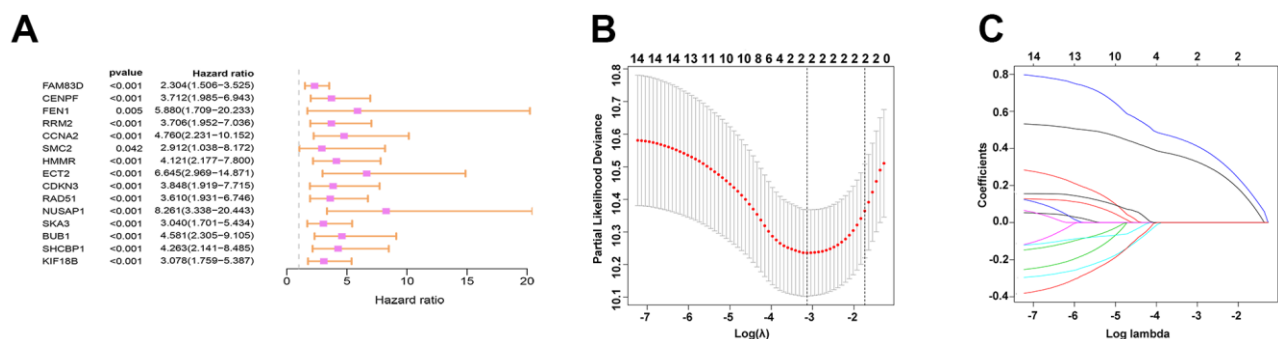 A
pvalue Hazard ratio
FAM83D <0.001 2.304(1.506−3.525)
CENPF <0.001 3.712(1.985−6.943)
FEN1 0.005 5.880(1.709−20.233)
RRM2 <0.001 3.706(1.952−7.036)
CCNA2 <0.001 4.760(2.231−10.152)
SMC2 0.042 2.912(1.038−8.172)
HMMR <0.001 4.121(2.177−7.800)
ECT2 <0.001 6.645(2.969−14.871)
CDKN3 <0.001 3.848(1.919−7.715)
RAD51 <0.001 3.610(1.931−6.746)
NUSAP1 <0.001 8.261(3.338−20.443)
SKA3 <0.001 3.040(1.701−5.434)
BUB1 <0.001 4.581(2.305−9.105)
SHCBP1 <0.001 4.263(2.141−8.485)
KIF18B <0.001 3.078(1.759−5.387)
0 5 10 15 20
Hazard ratio
B
14 14 14 13 11 10 10 8 6 4 2 2 2 2 2 2 2 0
Partial Likelihood Deviance
10.8
10.7
10.6
10.5
10.4
10.3
10.2
10.1
-7 -6 -5 -4 -3 -2
Log(λ)
C
14 13 10 4 2 2
Coefficients
0.8
0.6
0.4
0.2
0.0
-0.2
-0.4
-7 -6 -5 -4 -3 -2
Log lambda